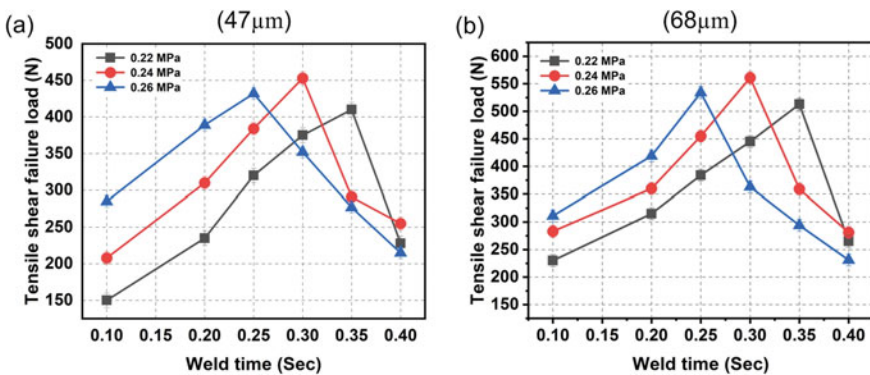 (a)
(47μm)
Tensile shear failure load (N)
500
450
400
350
300
250
200
150
0.22 MPa
0.24 MPa
0.26 MPa
0.10 0.15 0.20 0.25 0.30 0.35 0.40
Weld time (Sec)
(b)
(68μm)
Tensile shear failure load (N)
600
550
500
450
400
350
300
250
200
150
0.22 MPa
0.24 MPa
0.26 MPa
0.10 0.15 0.20 0.25 0.30 0.35 0.40
Weld time (Sec)